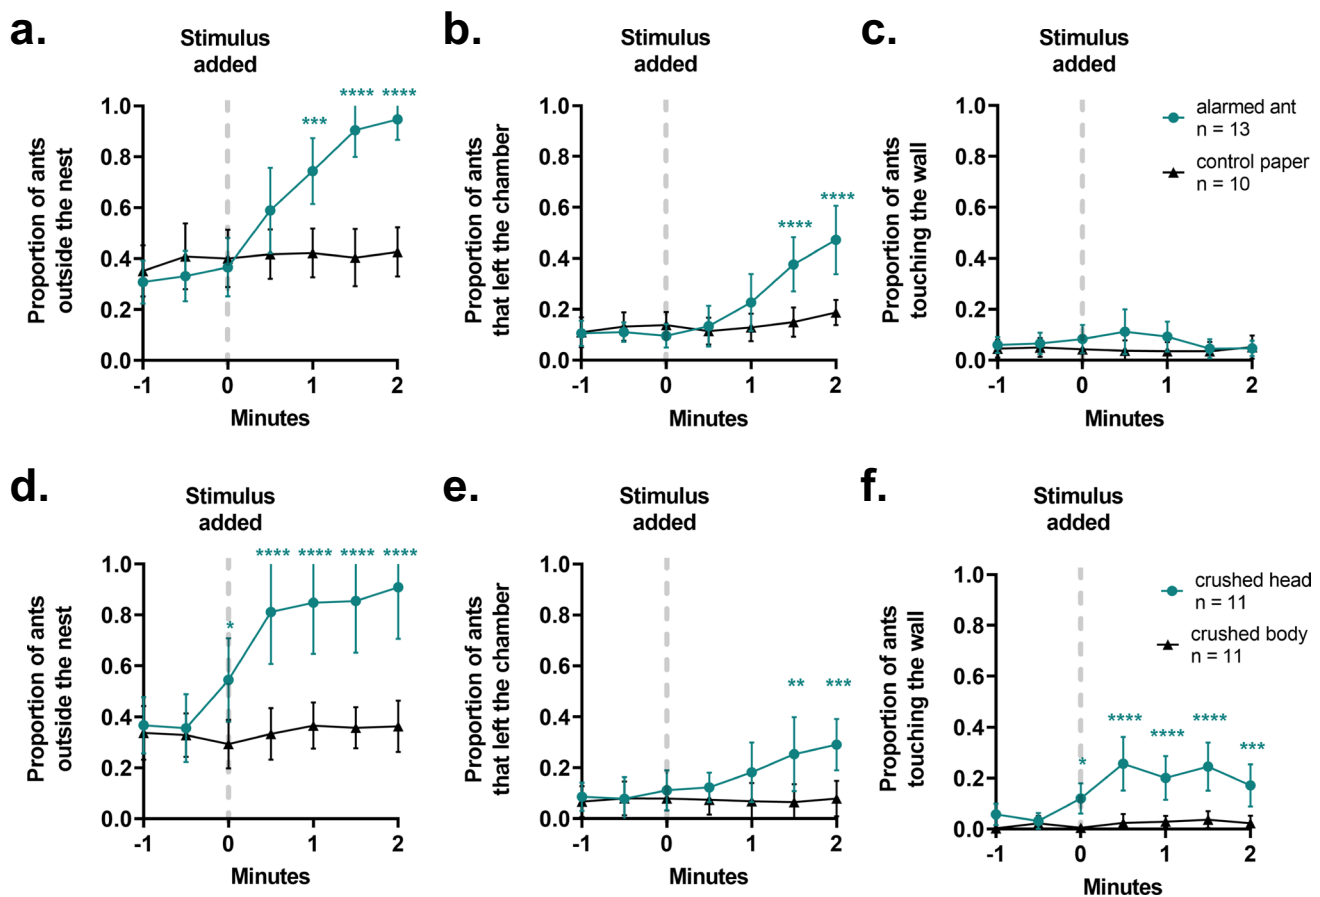 a.
Stimulus
added
**** ****
***
1.0
0.8
0.6
0.4
0.2
0.0
-1 0 1 2
Minutes
Proportion of ants
outside the nest
b.
Stimulus
added
****
****
1.0
0.8
0.6
0.4
0.2
0.0
-1 0 1 2
Minutes
Proportion of ants
that left the chamber
c.
Stimulus
added
1.0
0.8
0.6
0.4
0.2
0.0
-1 0 1 2
Minutes
Proportion of ants
touching the wall
alarmed ant
n = 13
control paper
n = 10
d.
Stimulus
added
**** **** **** ****
*
1.0
0.8
0.6
0.4
0.2
0.0
-1 0 1 2
Minutes
Proportion of ants
outside the nest
e.
Stimulus
added
** ***
1.0
0.8
0.6
0.4
0.2
0.0
-1 0 1 2
Minutes
Proportion of ants
that left the chamber
f.
Stimulus
added
**** ****
****
***
*
1.0
0.8
0.6
0.4
0.2
0.0
-1 0 1 2
Minutes
Proportion of ants
touching the wall
crushed head
n = 11
crushed body
n = 11